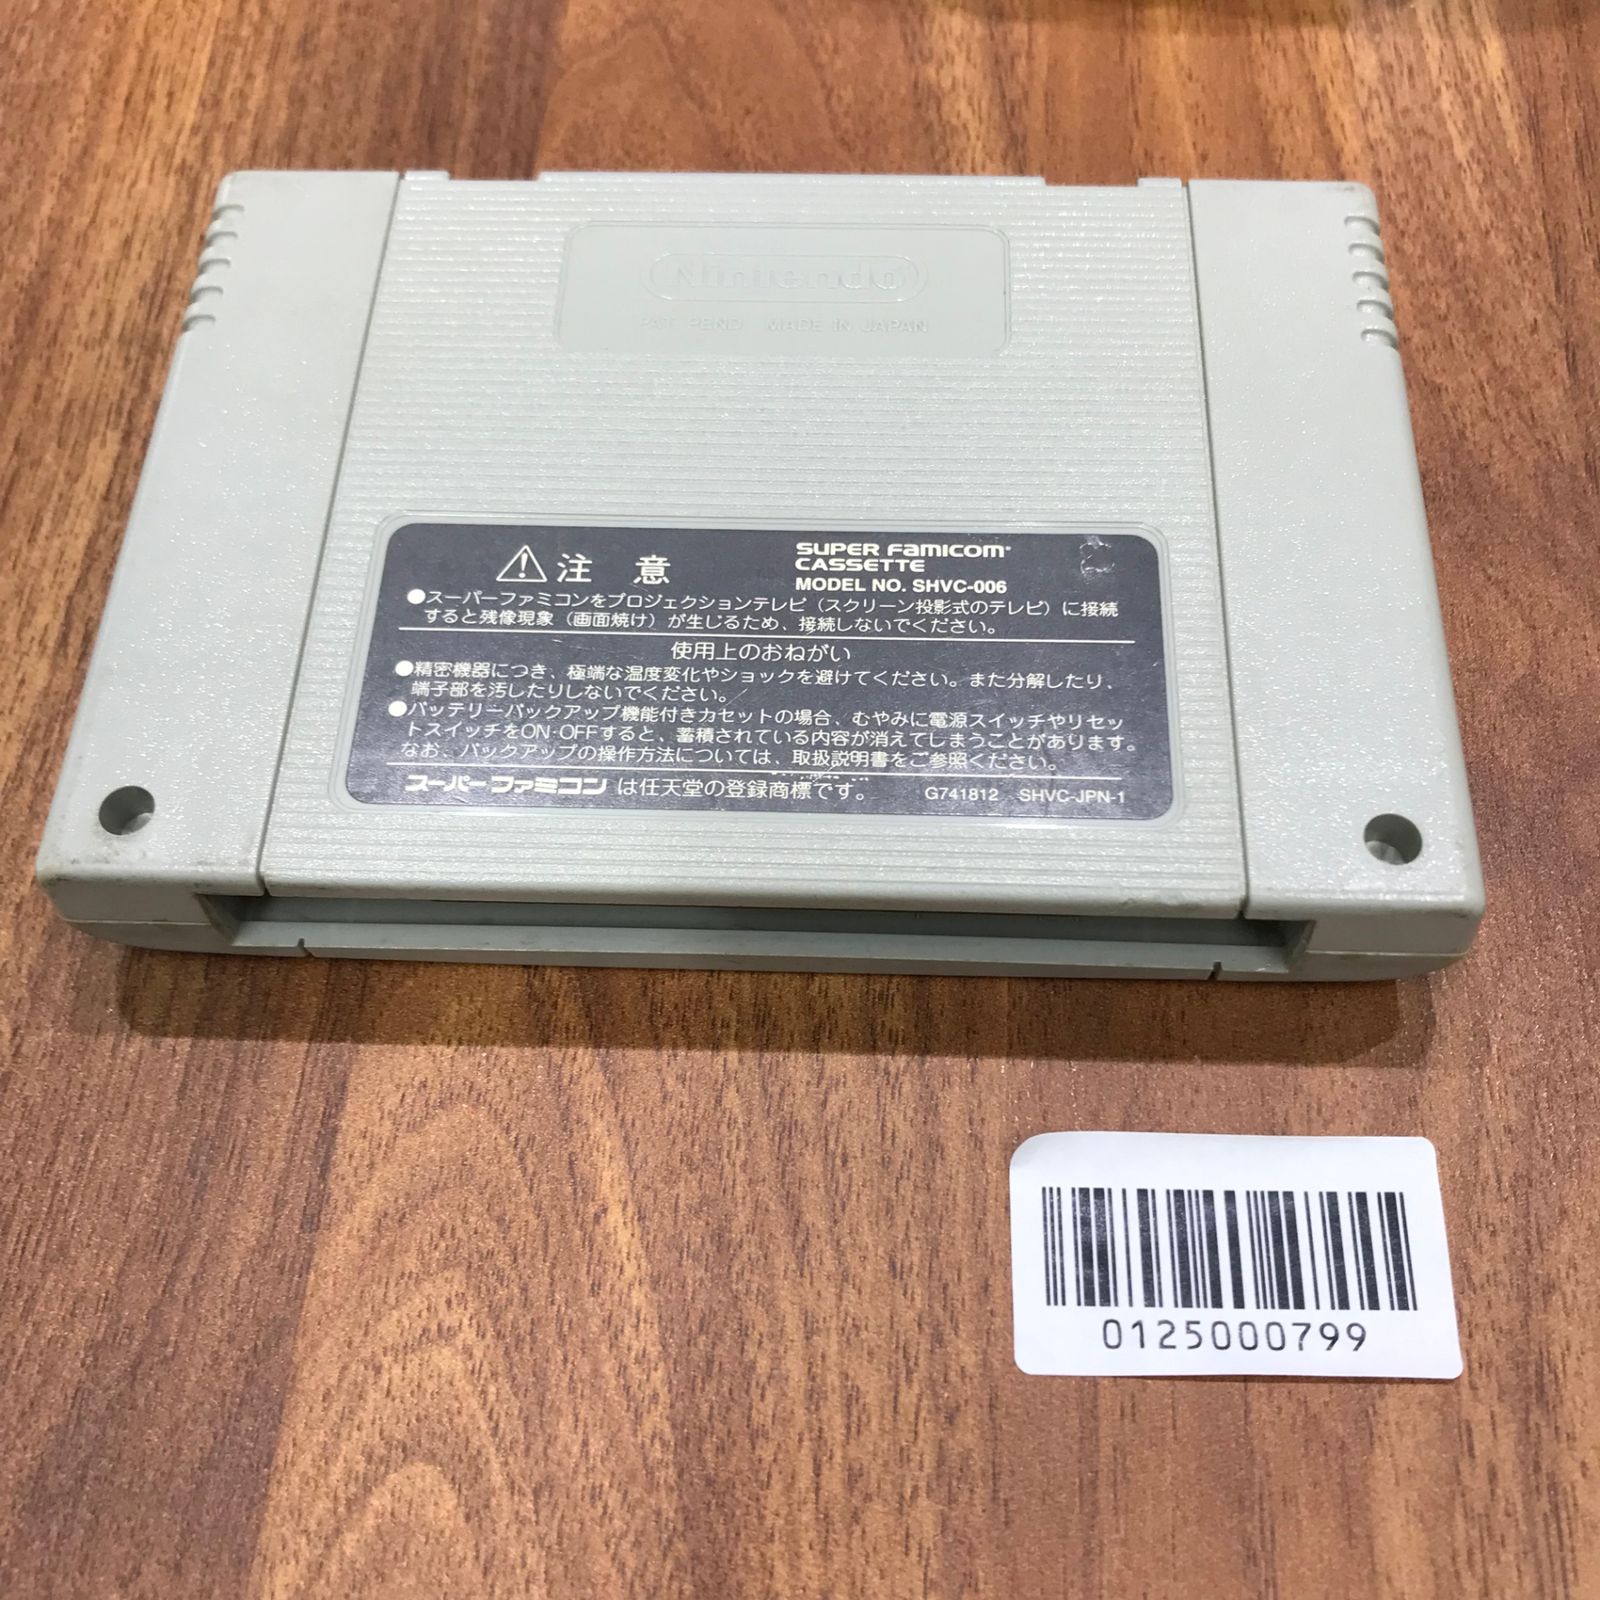 Nintendo
PAT. PEND. MADE IN JAPAN
注 意
SUPER FAMICOM
CASSETTE
MODEL NO. SHVC-006
●スーパーファミコンをプロジェクションテレビ（スクリーン投影式のテレビ）に接続
すると残像現象（画面焼け）が生じるため、接続しないでください。
使用上のおねがい
●精密機器につき、極端な温度変化やショックを避けてください。また分解したり、
端子部を汚したりしないでください。
●バッテリーバックアップ機能付きカセットの場合、むやみに電源スイッチやリセッ
トスイッチをON·OFFすると、蓄積されている内容が消えてしまうことがあります。
なお、バックアップの操作方法については、取扱説明書をご参照ください。
スーパーファミコン は任天堂の登録商標です。 G741812 SHVC-JPN-1
0125000799